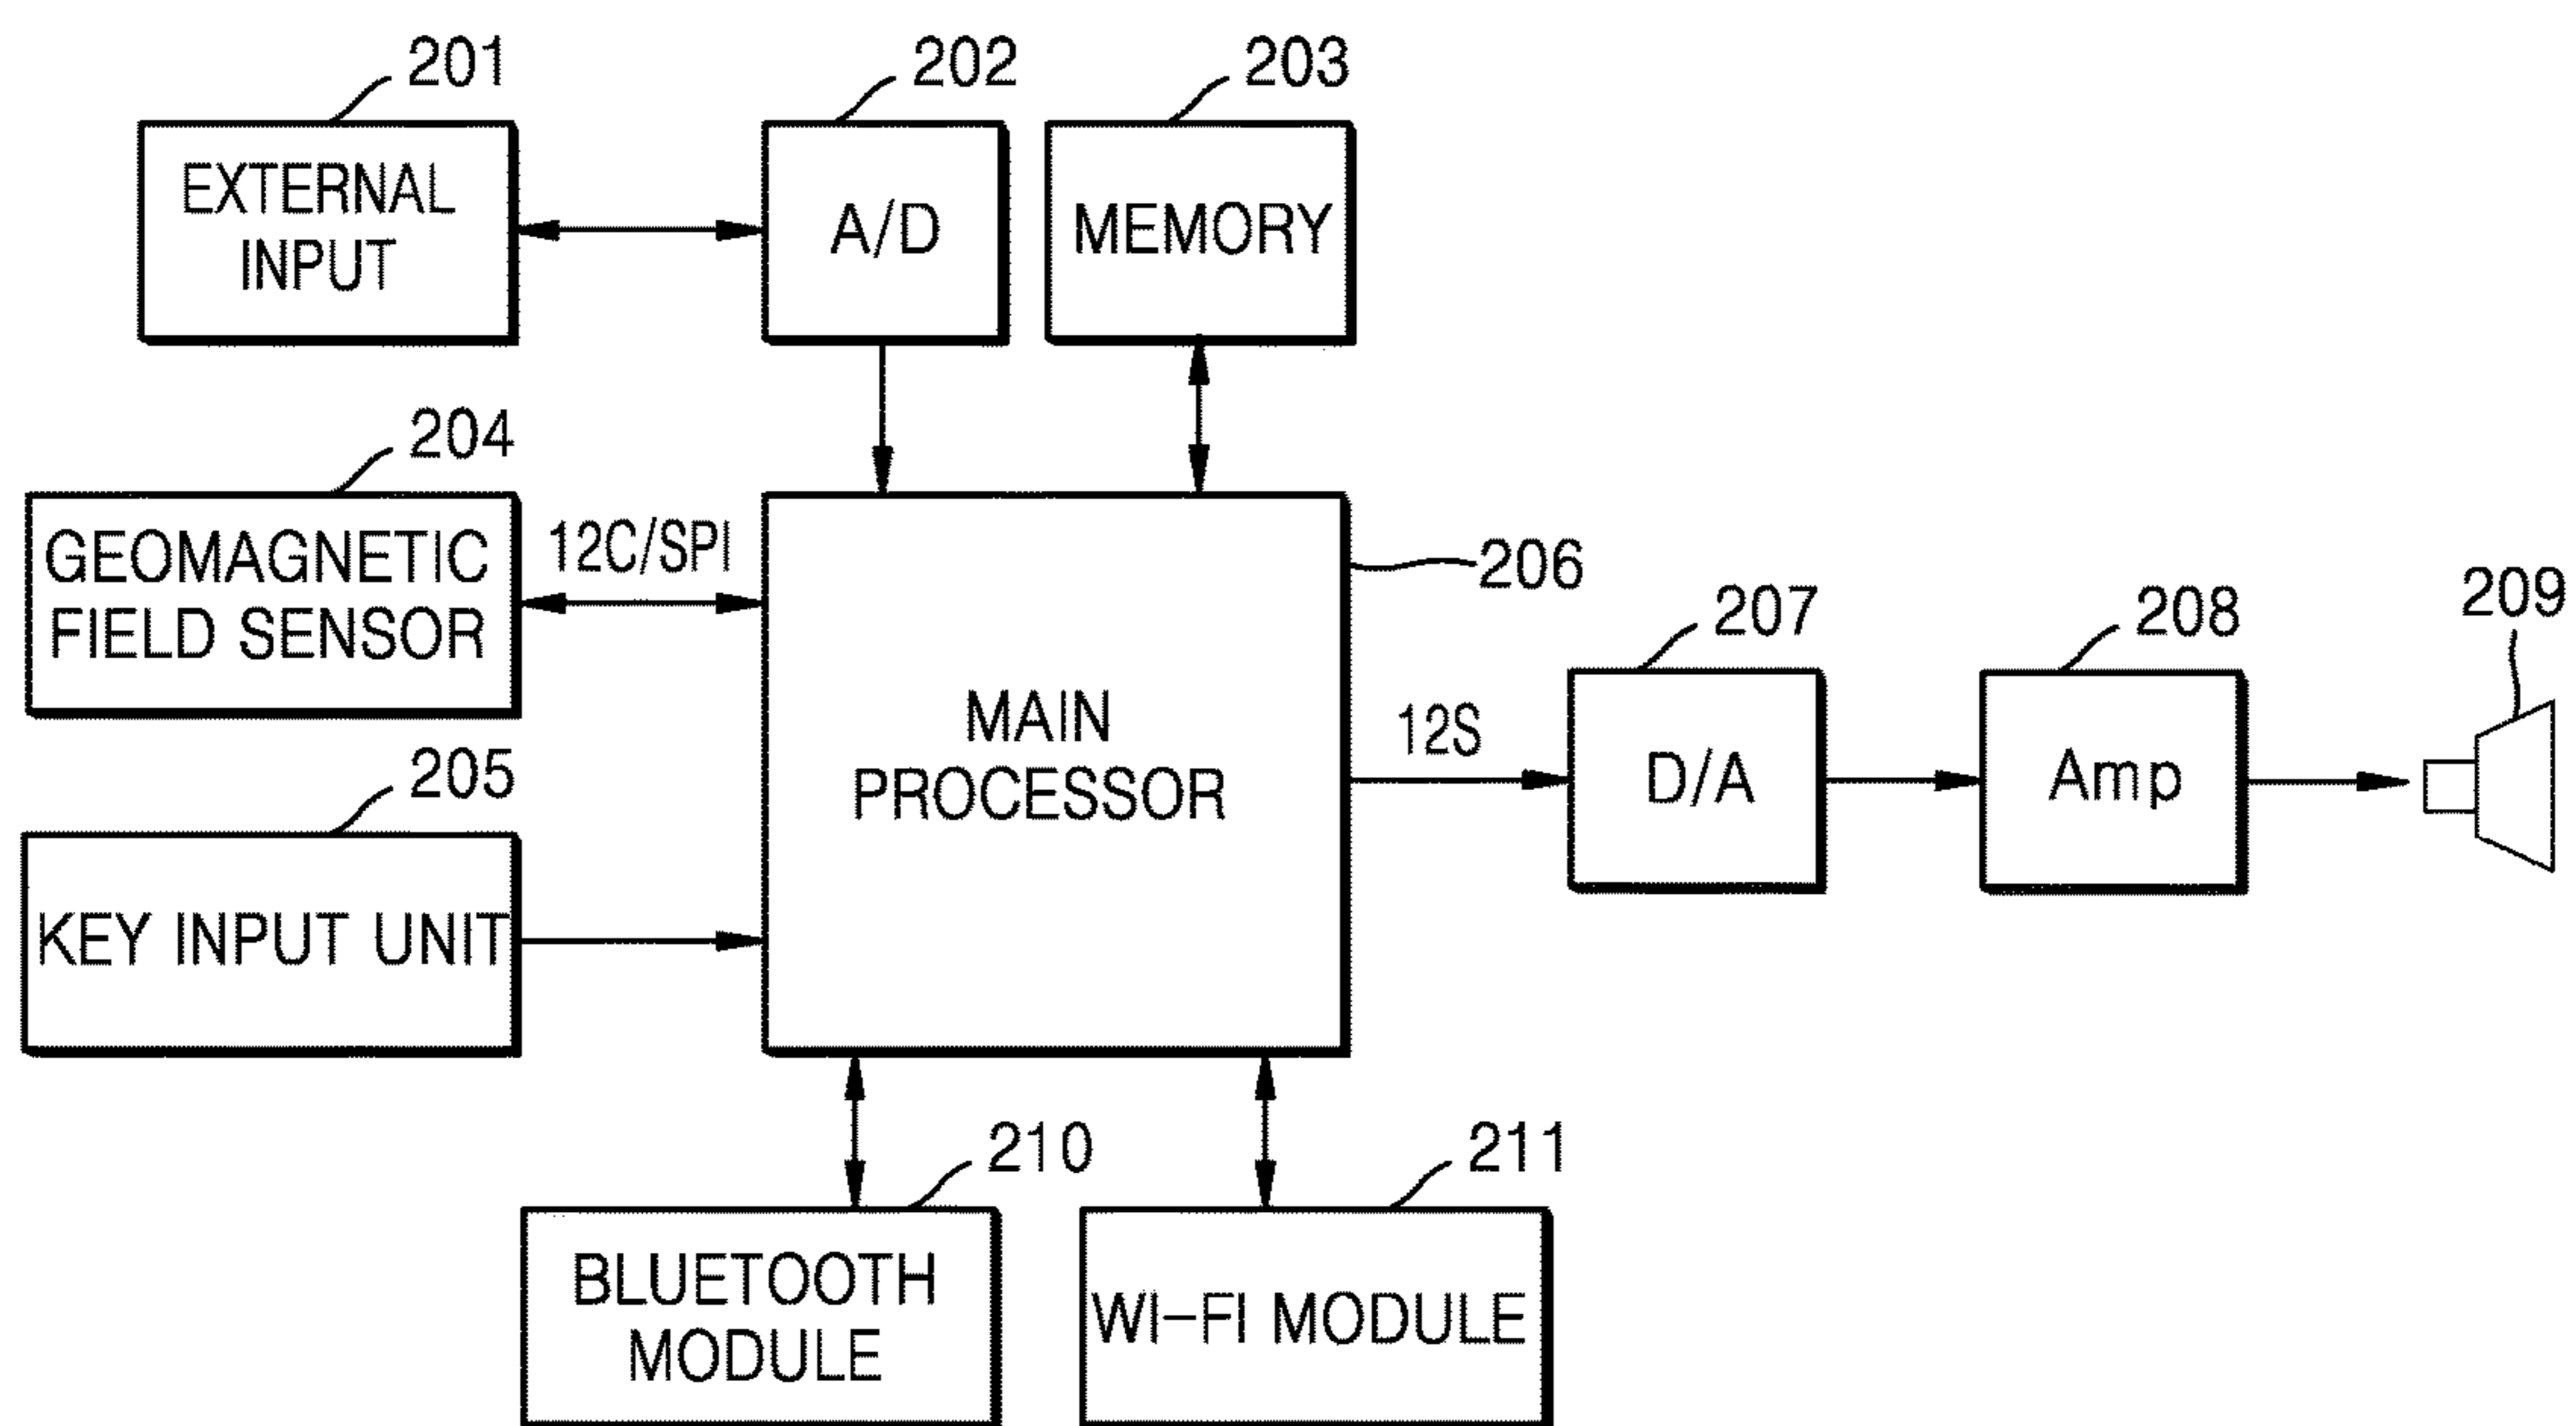 201
202
203
EXTERNAL
INPUT
A/D
MEMORY
204
GEOMAGNETIC
FIELD SENSOR
12C/SPI
206
MAIN
PROCESSOR
205
KEY INPUT UNIT
12S
207
D/A
208
Amp
209
210
BLUETOOTH
MODULE
211
WI-FI MODULE